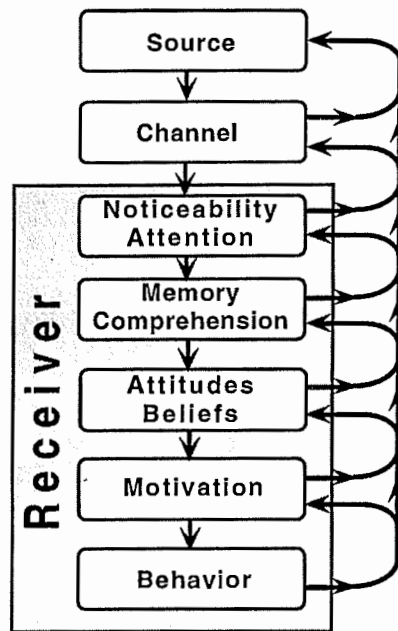 Source
Channel
Noticeability
Attention
Memory
Comprehension
Attitudes
Beliefs
Motivation
Behavior
Receiver